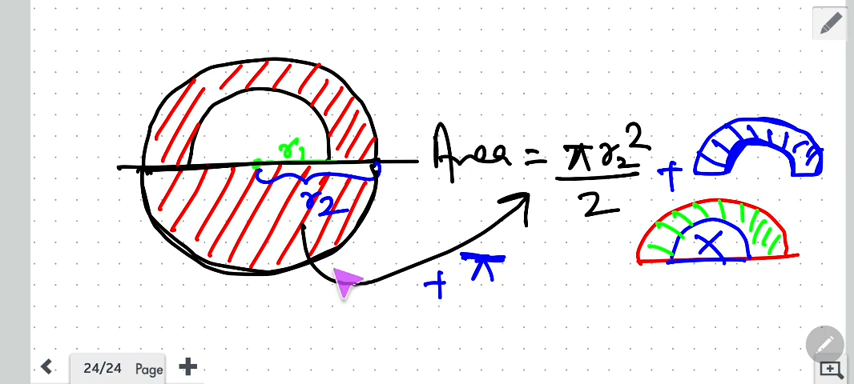 r1
Area = πr2²/2 +
r2
X
+ π
24/24 Page